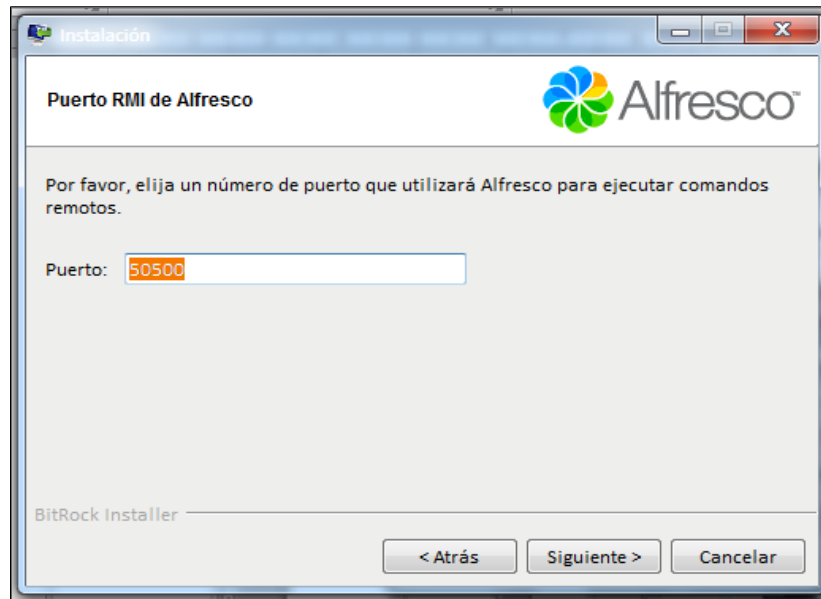 Instalación
Puerto RMI de Alfresco
Alfresco™
Por favor, elija un número de puerto que utilizará Alfresco para ejecutar comandos
remotos.
Puerto: 50500
BitRock Installer
< Atrás Siguiente > Cancelar